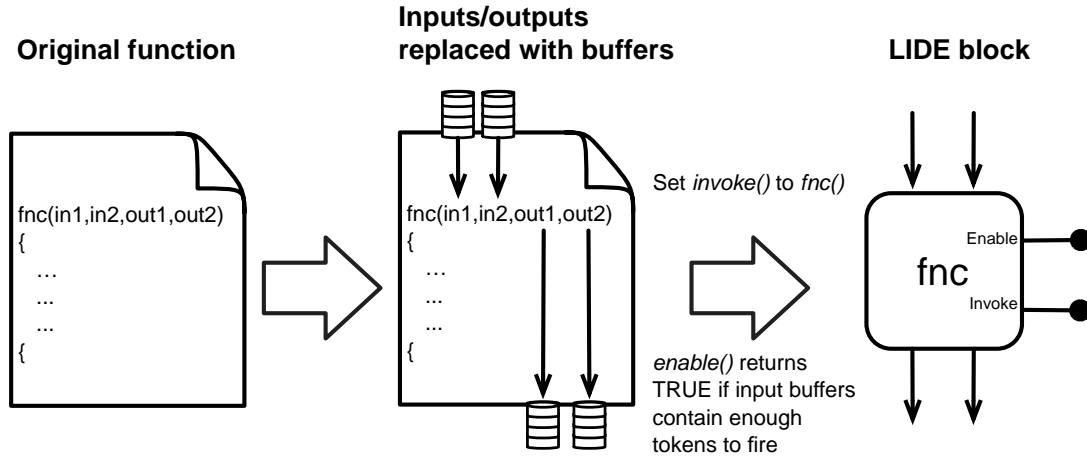 Original function
fnc(in1,in2,out1,out2)
{
...
...
...
{
Inputs/outputs
replaced with buffers
fnc(in1,in2,out1,out2)
{
...
...
...
{
Set invoke() to fnc()
enable() returns
TRUE if input buffers
contain enough
tokens to fire
LIDE block
Enable
fnc
Invoke